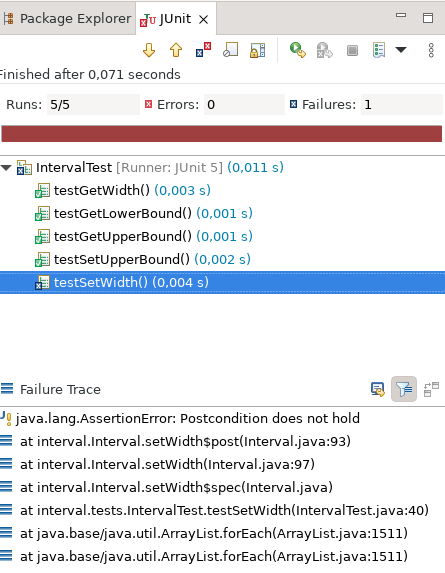 Package Explorer JUnit
Finished after 0,071 seconds
Runs: 5/5 Errors: 0 Failures: 1
IntervalTest [Runner: JUnit 5] (0,011 s)
testGetWidth() (0,003 s)
testGetLowerBound() (0,001 s)
testGetUpperBound() (0,001 s)
testSetUpperBound() (0,002 s)
testSetWidth() (0,004 s)
Failure Trace
java.lang.AssertionError: Postcondition does not hold
at interval.Interval.setWidth$post(Interval.java:93)
at interval.Interval.setWidth(Interval.java:97)
at interval.Interval.setWidth$spec(Interval.java)
at interval.tests.IntervalTest.testSetWidth(IntervalTest.java:40)
at java.base/java.util.ArrayList.forEach(ArrayList.java:1511)
at java.base/java.util.ArrayList.forEach(ArrayList.java:1511)